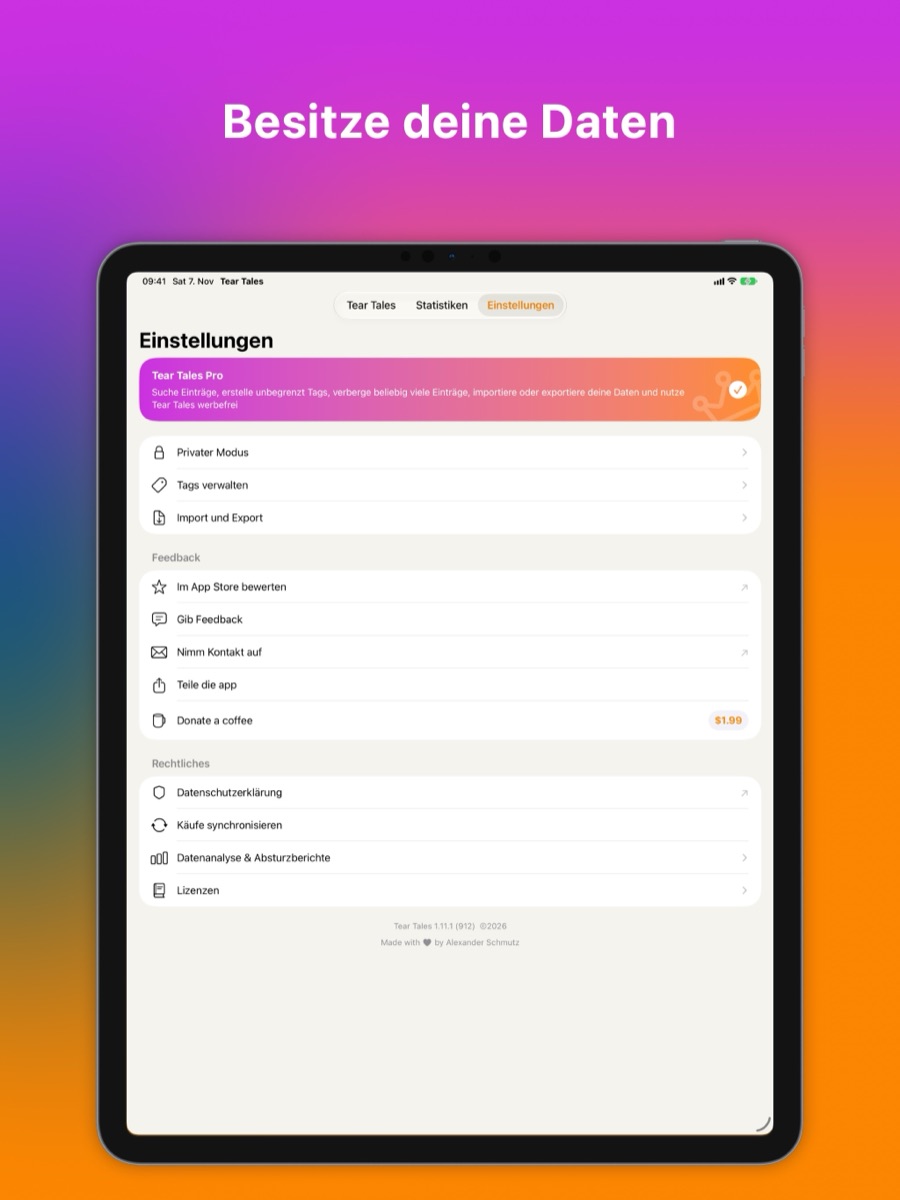 Besitze deine Daten
09:41 Sat 7. Nov Tear Tales
Tear Tales Statistiken Einstellungen
Einstellungen
Tear Tales Pro
Suche Einträge, erstelle unbegrenzt Tags, verberge beliebig viele Einträge, importiere oder exportiere deine Daten und nutze
Tear Tales werbefrei
Privater Modus
Tags verwalten
Import und Export
Feedback
Im App Store bewerten
Gib Feedback
Nimm Kontakt auf
Teile die app
Donate a coffee $1.99
Rechtliches
Datenschutzerklärung
Käufe synchronisieren
Datenanalyse & Absturzberichte
Lizenzen
Tear Tales 1.11.1 (912) ©2026
Made with 🖤 by Alexander Schmutz